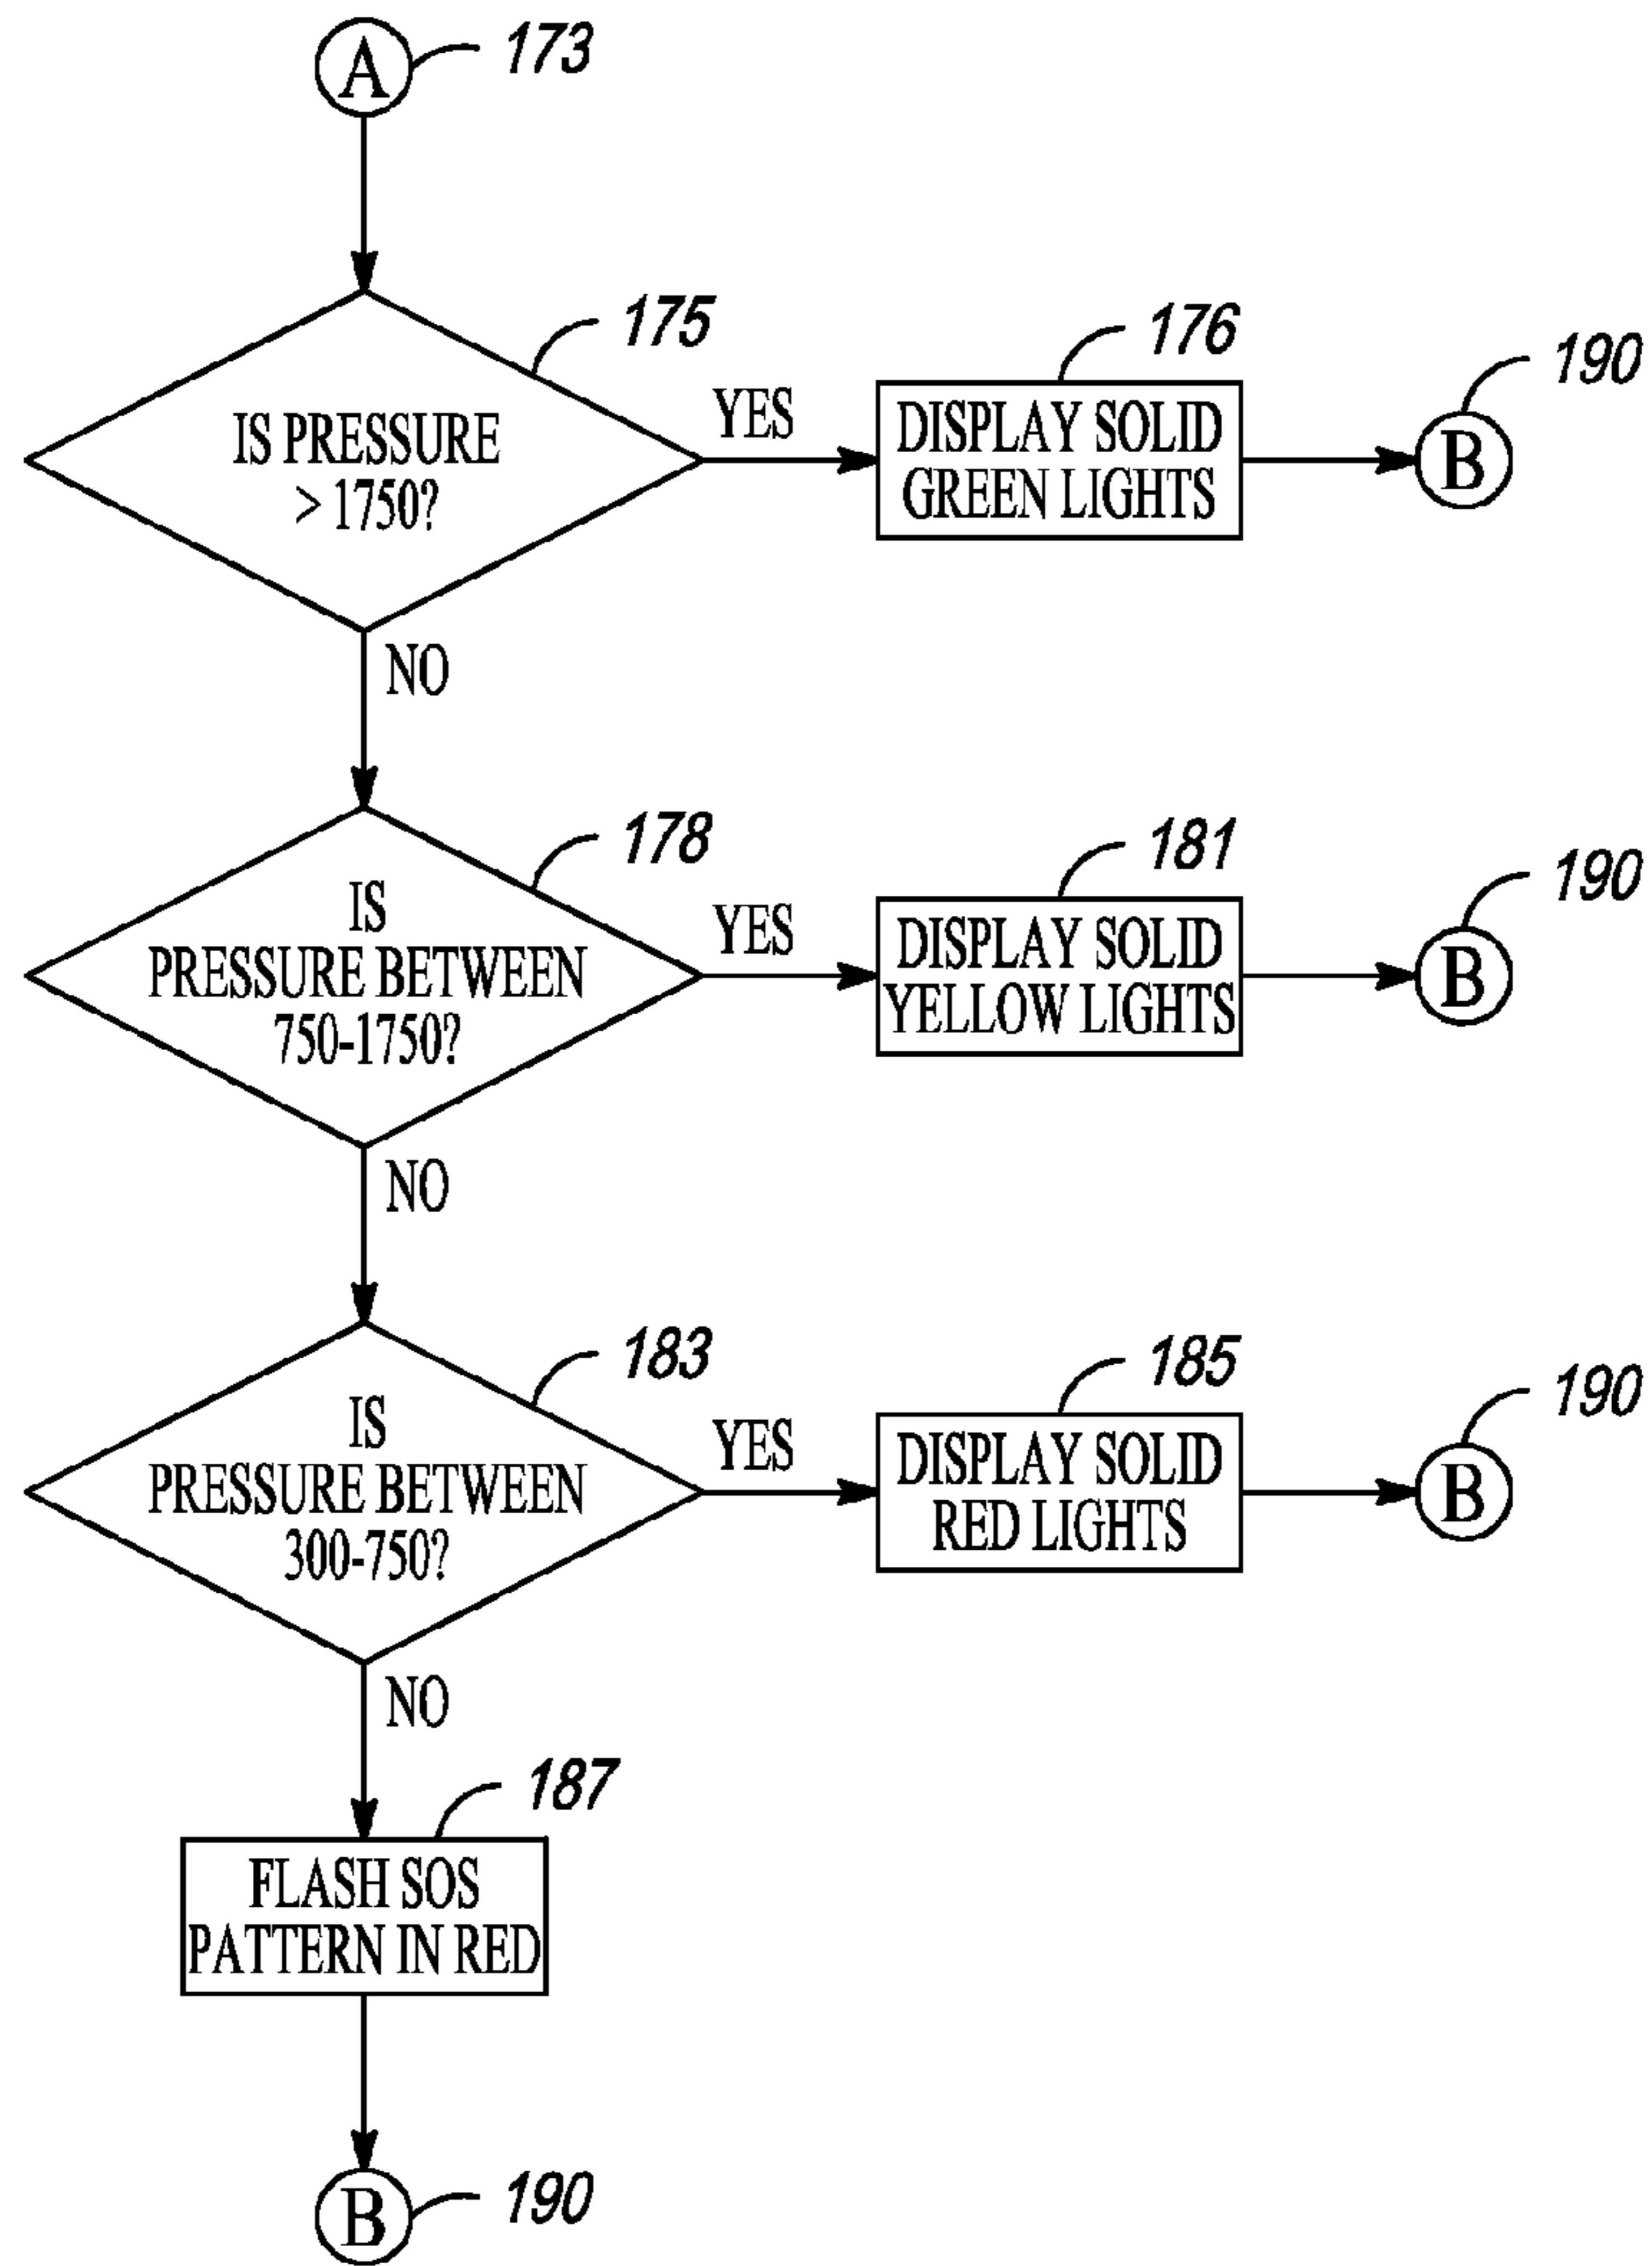 A
173
175
IS PRESSURE
> 1750?
YES
176
DISPLAY SOLID
GREEN LIGHTS
190
B
NO
178
IS
PRESSURE BETWEEN
750-1750?
YES
181
DISPLAY SOLID
YELLOW LIGHTS
190
B
NO
183
IS
PRESSURE BETWEEN
300-750?
YES
185
DISPLAY SOLID
RED LIGHTS
190
B
NO
187
FLASH SOS
PATTERN IN RED
B
190